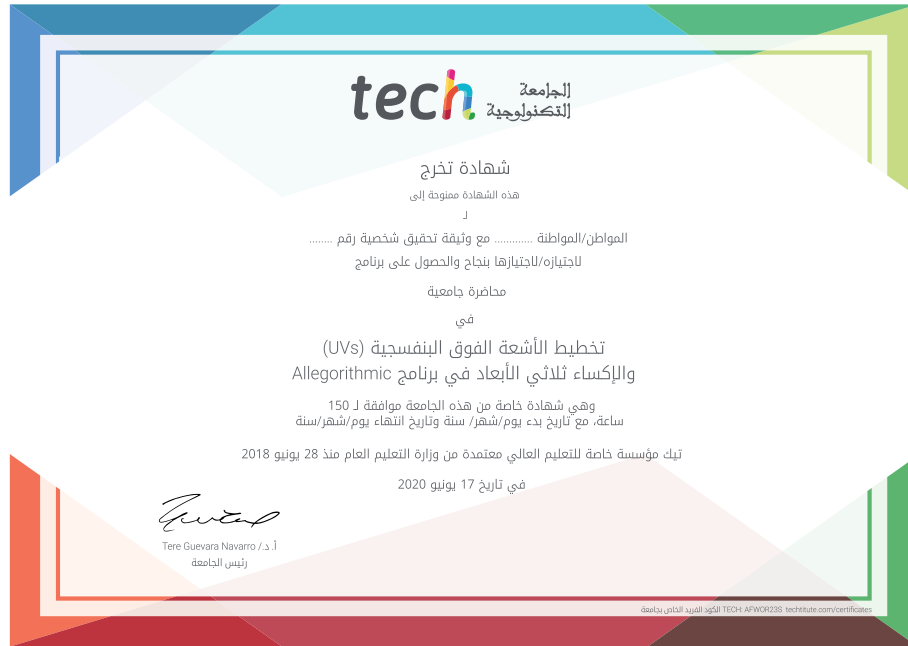 tech الجامعة
التكنولوجية
شهادة تخرج
هذه الشهادة ممنوحة إلى
لـ
المواطن/المواطنة ............ مع وثيقة تحقيق شخصية رقم ........
لاجتيازه/لاجتيازها بنجاح والحصول على برنامج
محاضرة جامعية
في
تخطيط الأشعة الفوق البنفسجية (UVs)
والإكساء ثلاثي الأبعاد في برنامج Allegorithmic
وهي شهادة خاصة من هذه الجامعة موافقة لـ 150
ساعة، مع تاريخ بدء يوم/شهر/ سنة وتاريخ انتهاء يوم/شهر/سنة
تيك مؤسسة خاصة للتعليم العالي معتمدة من وزارة التعليم العام منذ 28 يونيو 2018
في تاريخ 17 يونيو 2020
أ. د./ Tere Guevara Navarro
رئيس الجامعة
الكود الفريد الخاص بجامعة TECH: AFWOR23S techtitute.com/certificates